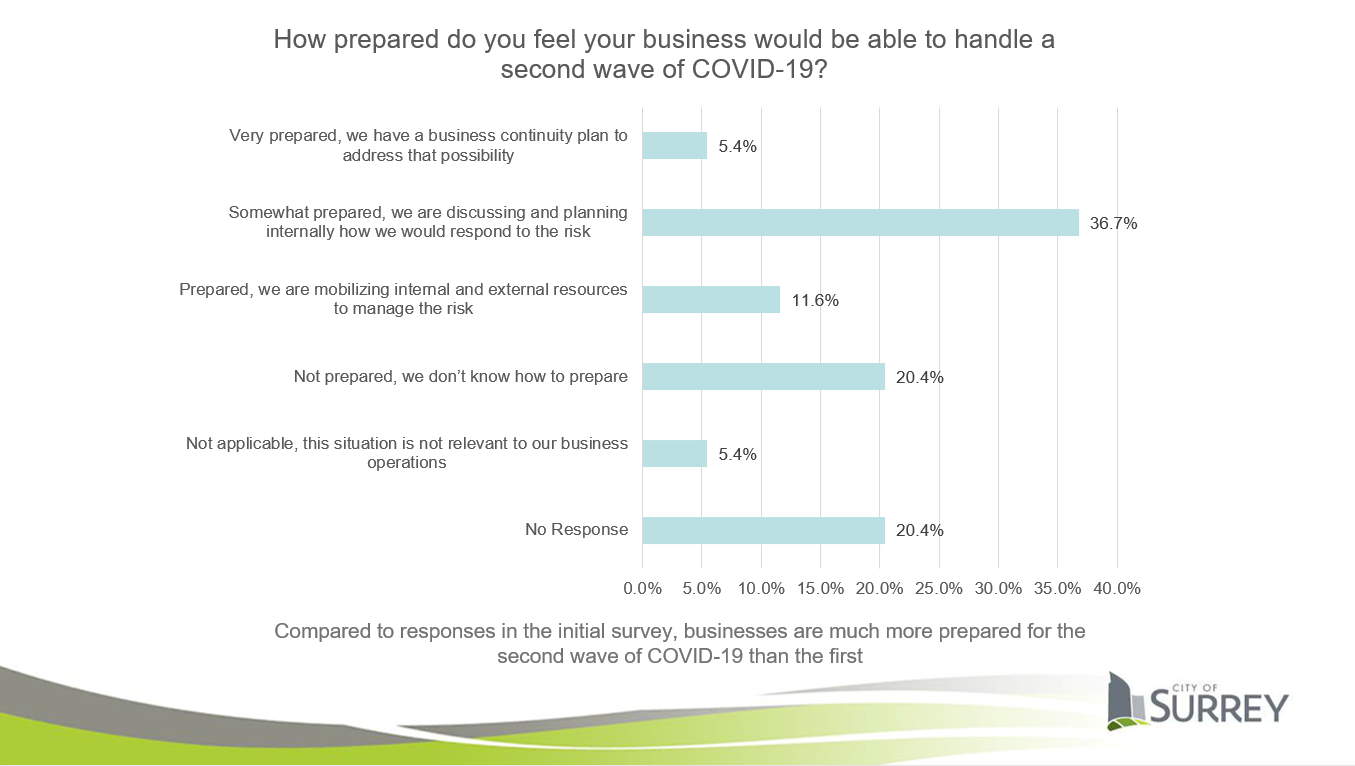 How prepared do you feel your business would be able to handle a
second wave of COVID-19?
Very prepared, we have a business continuity plan to
address that possibility
5.4%
Somewhat prepared, we are discussing and planning
internally how we would respond to the risk
36.7%
Prepared, we are mobilizing internal and external resources
to manage the risk
11.6%
Not prepared, we don’t know how to prepare
20.4%
Not applicable, this situation is not relevant to our business
operations
5.4%
No Response
20.4%
0.0% 5.0% 10.0% 15.0% 20.0% 25.0% 30.0% 35.0% 40.0%
Compared to responses in the initial survey, businesses are much more prepared for the
second wave of COVID-19 than the first
CITY OF
SURREY